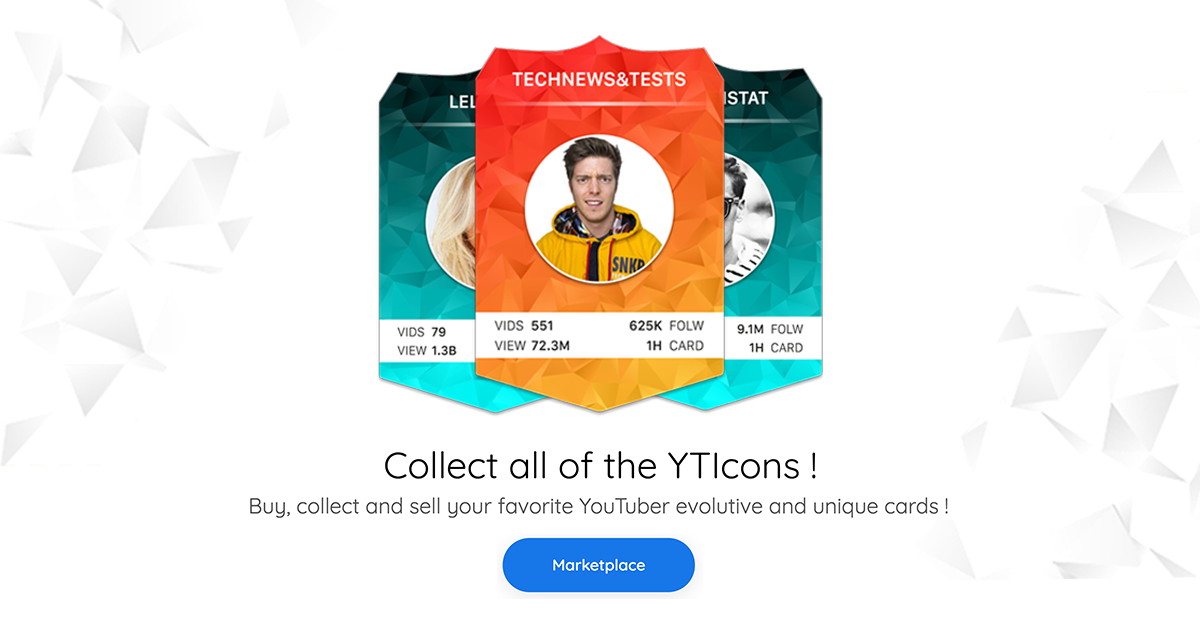 LEL
TECHNEWS&TESTS
ISTAT
SNKR
VIDS 79
VIEW 1.3B
VIDS 551
625K FOLW
VIEW 72.3M
1H CARD
9.1M FOLW
1H CARD
Collect all of the YTIcons !
Buy, collect and sell your favorite YouTuber evolutive and unique cards !
Marketplace